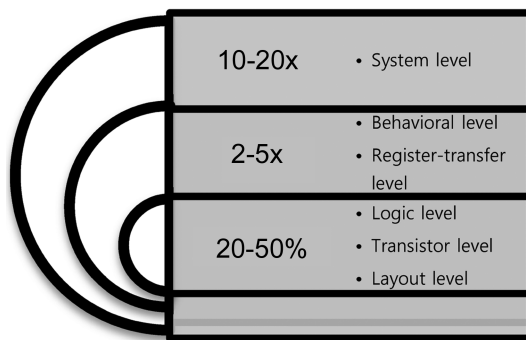 10-20x
• System level
2-5x
• Behavioral level
• Register-transfer
level
20-50%
• Logic level
• Transistor level
• Layout level